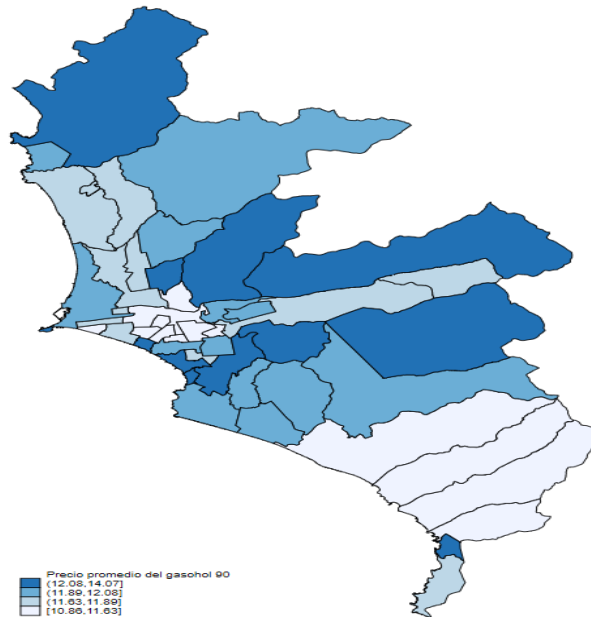 Precio promedio del gasohol 90
(12.08,14.07]
(11.89,12.08]
(11.63,11.89]
[10.86,11.63]